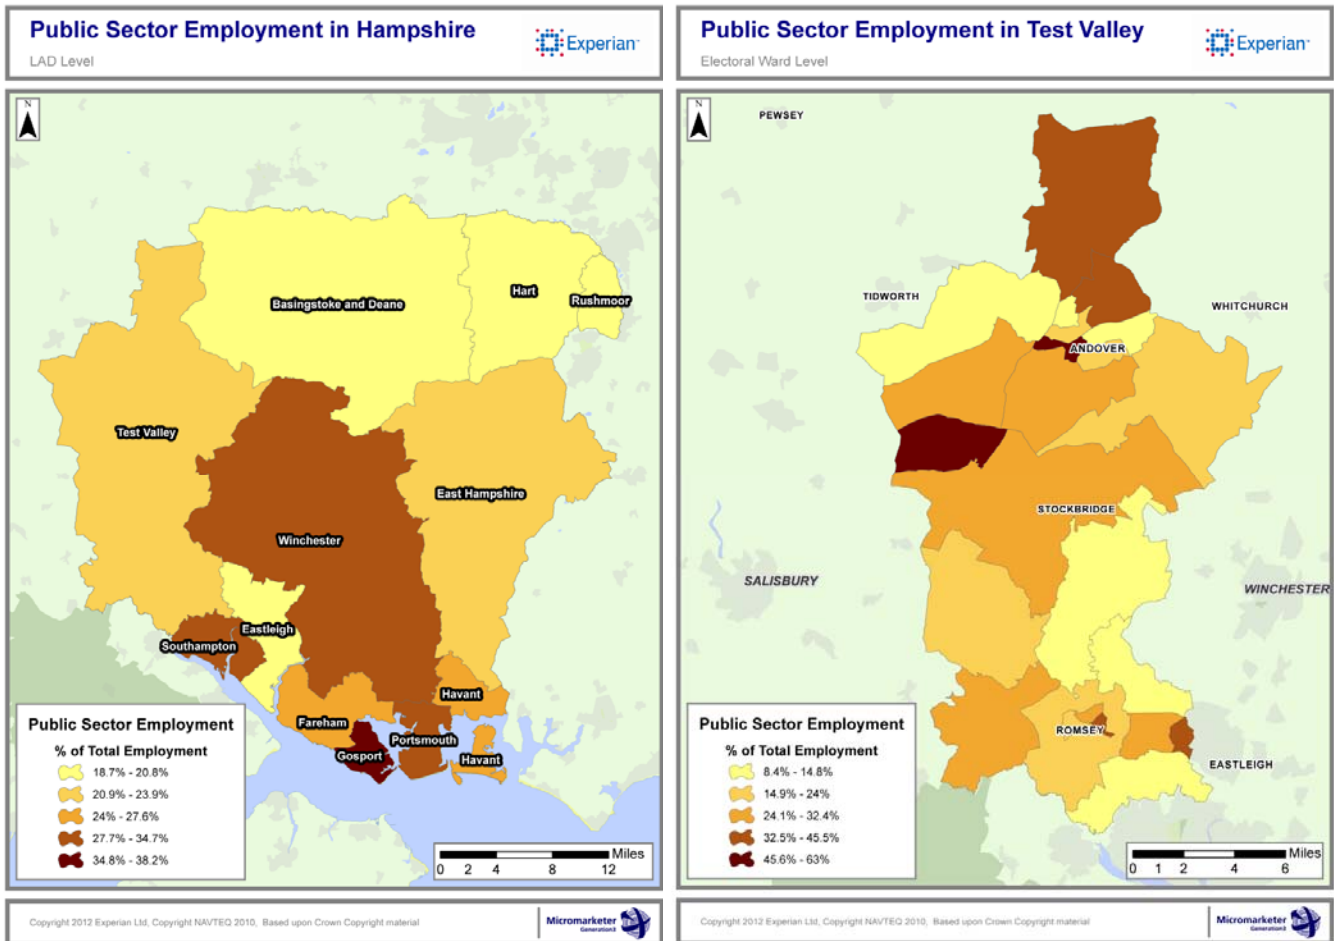 Public Sector Employment in Hampshire
LAD Level
Experian
N
Basingstoke and Deane
Hart
Rushmoor
Test Valley
East Hampshire
Winchester
Eastleigh
Southampton
Havant
Fareham
Portsmouth
Gosport
Havant
Public Sector Employment
% of Total Employment
18.7% - 20.8%
20.9% - 23.9%
24% - 27.6%
27.7% - 34.7%
34.8% - 38.2%
Miles
0 2 4 8 12
Copyright 2012 Experian Ltd, Copyright NAVTEQ 2010, Based upon Crown Copyright material
Micromarketer
Generation3
Public Sector Employment in Test Valley
Electoral Ward Level
Experian
N
PEWSEY
TIDWORTH
WHITCHURCH
ANDOVER
STOCKBRIDGE
SALISBURY
WINCHESTER
ROMSEY
EASTLEIGH
Public Sector Employment
% of Total Employment
8.4% - 14.8%
14.9% - 24%
24.1% - 32.4%
32.5% - 45.5%
45.6% - 63%
Miles
0 1 2 4 6
Copyright 2012 Experian Ltd, Copyright NAVTEQ 2010, Based upon Crown Copyright material
Micromarketer
Generation3